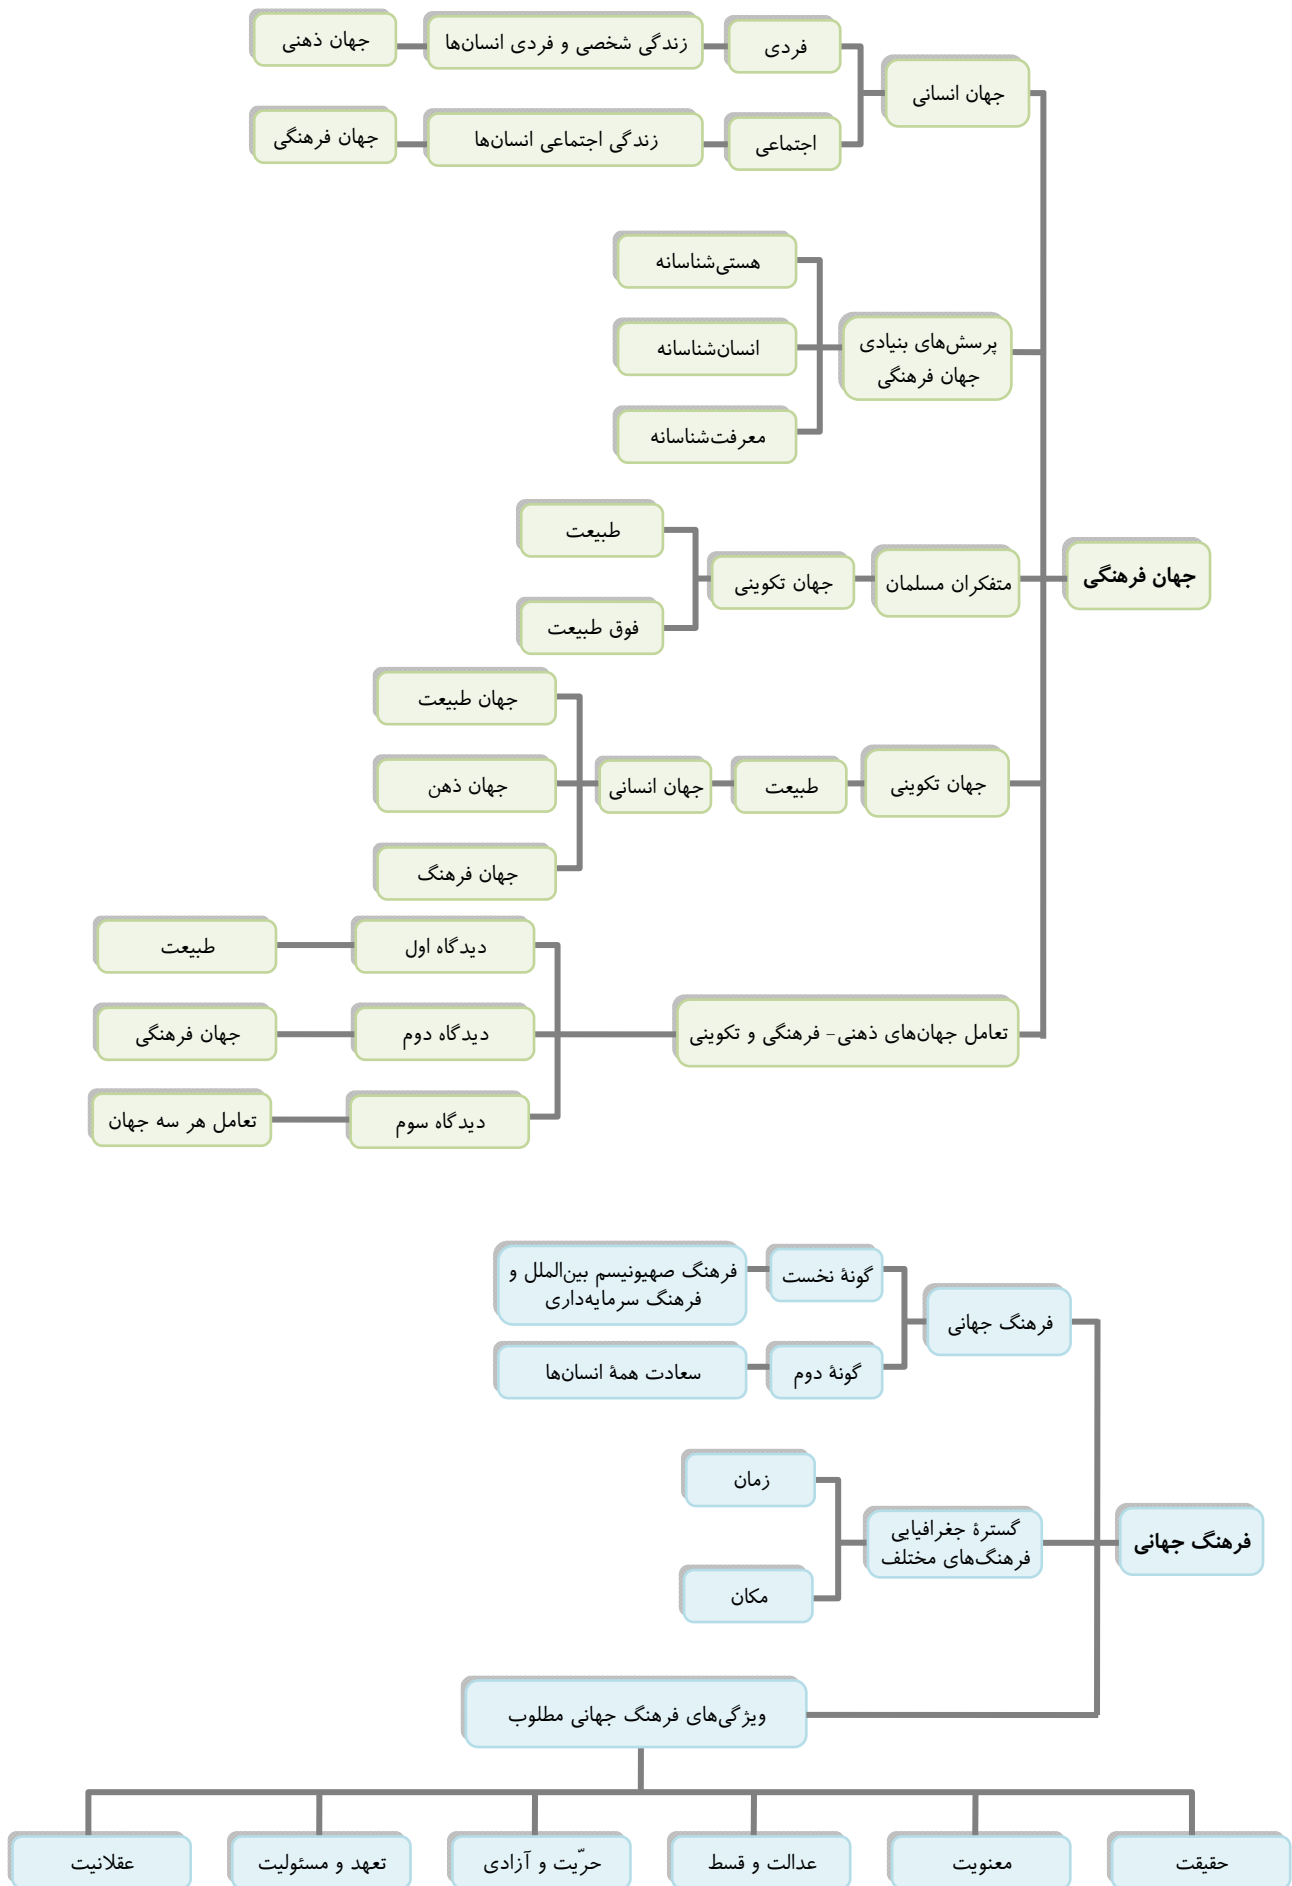 جهان فرهنگی
جهان انسانی
فردی
زندگی شخصی و فردی انسان‌ها
جهان ذهنی
اجتماعی
زندگی اجتماعی انسان‌ها
جهان فرهنگی
پرسش‌های بنیادی
جهان فرهنگی
هستی‌شناسانه
انسان‌شناسانه
معرفت‌شناسانه
متفکران مسلمان
جهان تکوینی
طبیعت
فوق طبیعت
جهان تکوینی
طبیعت
جهان انسانی
جهان طبیعت
جهان ذهن
جهان فرهنگ
تعامل جهان‌های ذهنی- فرهنگی و تکوینی
دیدگاه اول
طبیعت
دیدگاه دوم
جهان فرهنگی
دیدگاه سوم
تعامل هر سه جهان
فرهنگ جهانی
فرهنگ جهانی
گونهٔ نخست
فرهنگ صهیونیسم بین‌الملل و
فرهنگ سرمایه‌داری
گونهٔ دوم
سعادت همهٔ انسان‌ها
گسترهٔ جغرافیایی
فرهنگ‌های مختلف
زمان
مکان
ویژگی‌های فرهنگ جهانی مطلوب
حقیقت
معنویت
عدالت و قسط
حرّیت و آزادی
تعهد و مسئولیت
عقلانیت